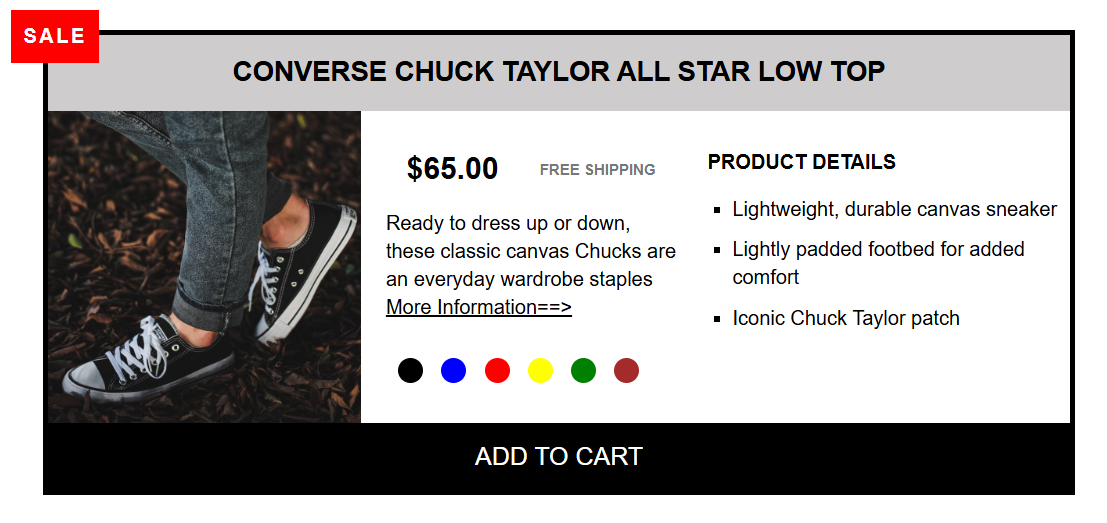 SALE
CONVERSE CHUCK TAYLOR ALL STAR LOW TOP
$65.00 FREE SHIPPING
Ready to dress up or down,
these classic canvas Chucks are
an everyday wardrobe staples
More Information==>
PRODUCT DETAILS
Lightweight, durable canvas sneaker
Lightly padded footbed for added
comfort
Iconic Chuck Taylor patch
ADD TO CART